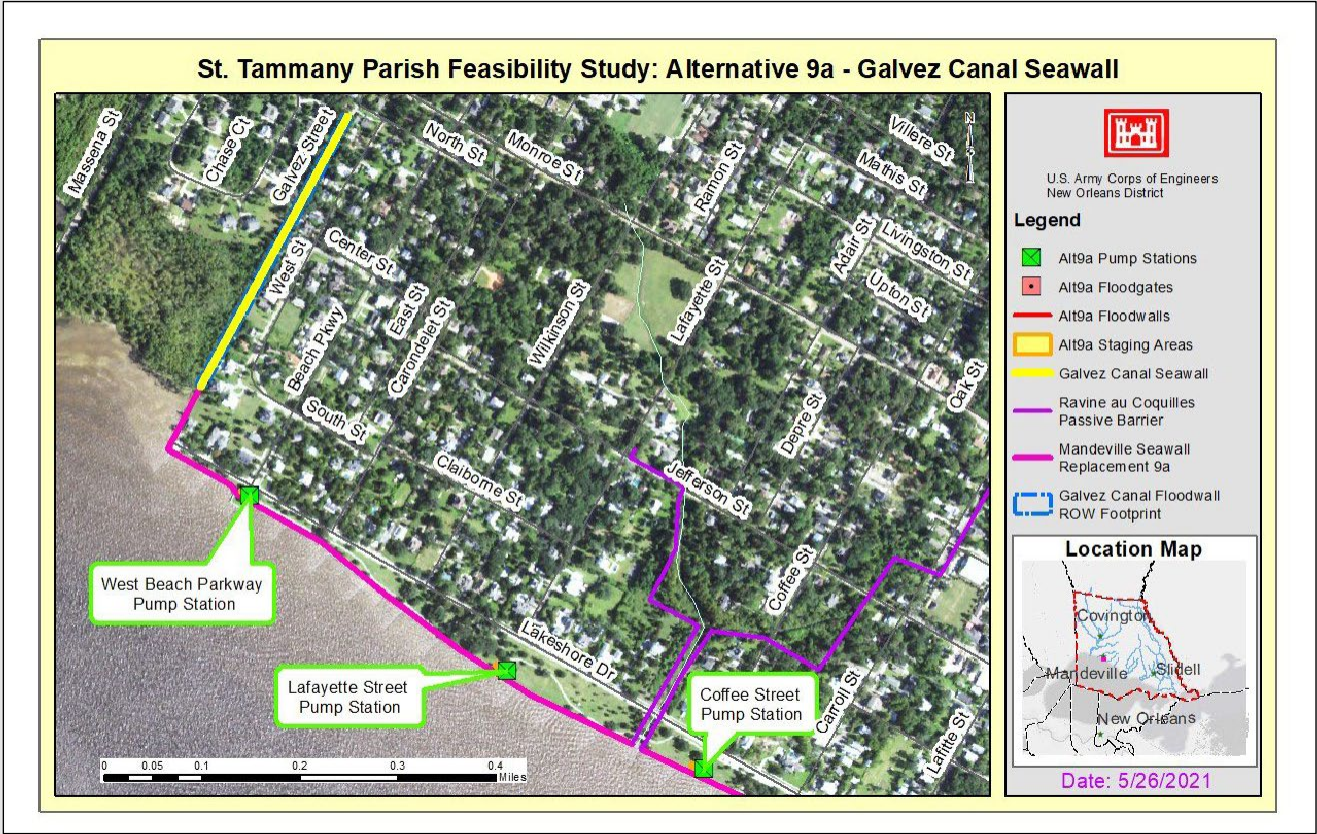 St. Tammany Parish Feasibility Study: Alternative 9a - Galvez Canal Seawall
Massena St
Chase Ct
Galvez Street
North St
Monroe St
Ramon St
Villere St
Mathis St
N
West St
Center St
Adair St
Livingston St
Upton St
Beach Pkwy
East St
Carondelet St
Wilkinson St
Lafayette St
Oak St
South St
Depre St
Claiborne St
Jefferson St
Coffee St
West Beach Parkway
Pump Station
Lakeshore Dr
Lafayette Street
Pump Station
Coffee Street
Pump Station
Carroll St
Lafitte St
0 0.05 0.1 0.2 0.3 0.4
Miles
U.S. Army Corps of Engineers
New Orleans District
Legend
Alt9a Pump Stations
Alt9a Floodgates
Alt9a Floodwalls
Alt9a Staging Areas
Galvez Canal Seawall
Ravine au Coquilles
Passive Barrier
Mandeville Seawall
Replacement 9a
Galvez Canal Floodwall
ROW Footprint
Location Map
Covington
Mandeville
Slidell
New Orleans
Date: 5/26/2021